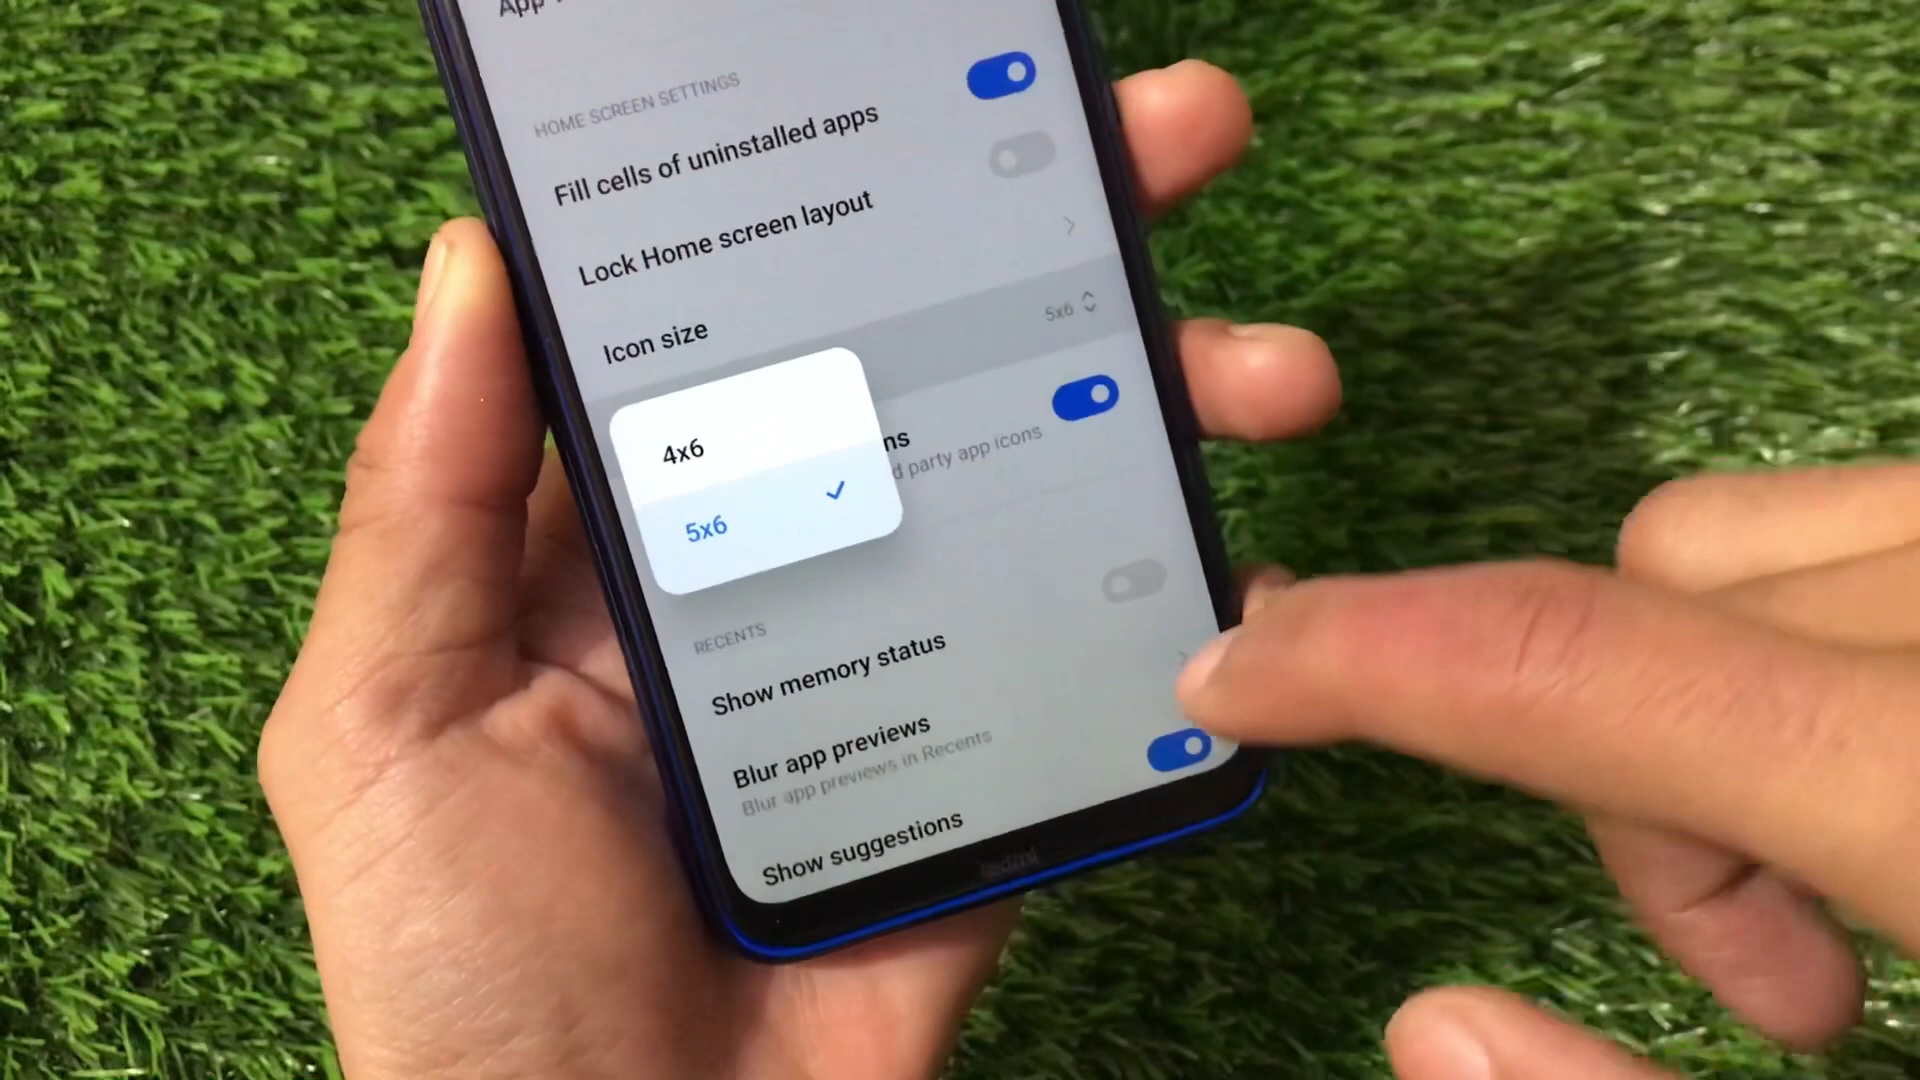 App
HOME SCREEN SETTINGS
Fill cells of uninstalled apps
Lock Home screen layout
Icon size
5x6
4x6
5x6
ns
d party app icons
RECENTS
Show memory status
Blur app previews
Blur app previews in Recents
Show suggestions
Redmi